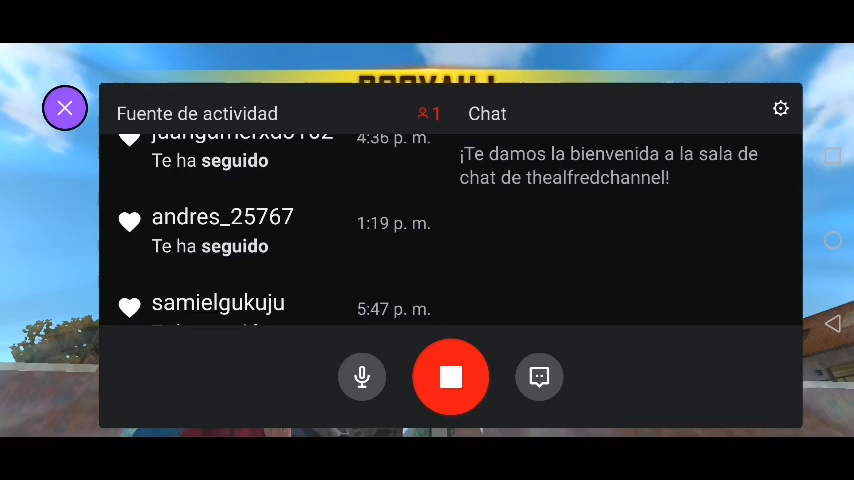 BOOYAH!
Fuente de actividad
1
Chat
4:36 p. m.
Te ha seguido
¡Te damos la bienvenida a la sala de
chat de thealfredchannel!
andres_25767
1:19 p. m.
Te ha seguido
samielgukuju
5:47 p. m.